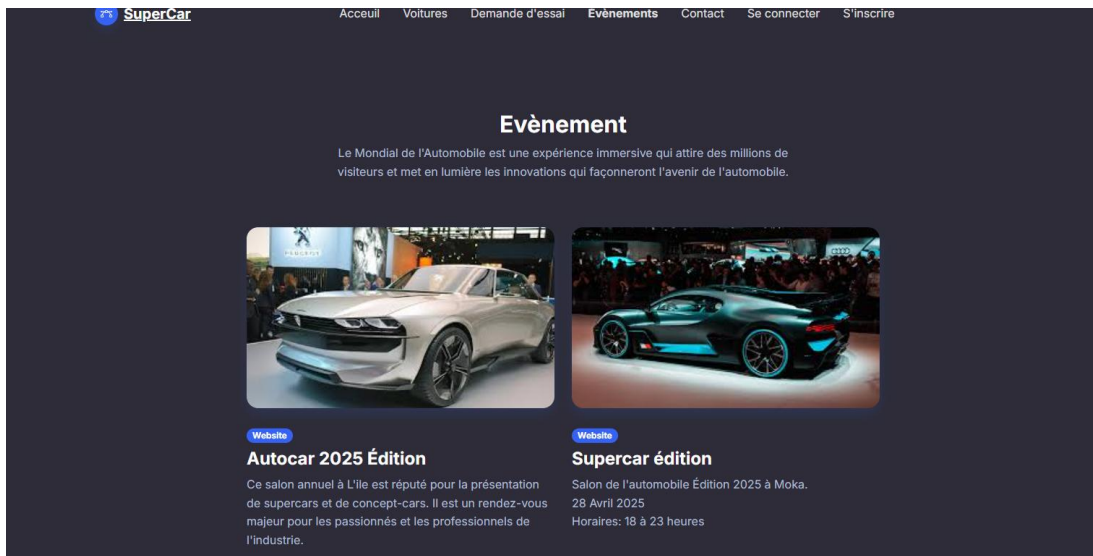 SuperCar
Acceuil Voitures Demande d'essai Evènements Contact Se connecter S'inscrire
Evènement
Le Mondial de l'Automobile est une expérience immersive qui attire des millions de
visiteurs et met en lumière les innovations qui façonneront l'avenir de l'automobile.
PEUGEOT
Website
Autocar 2025 Édition
Ce salon annuel à L'ile est réputé pour la présentation
de supercars et de concept-cars. Il est un rendez-vous
majeur pour les passionnés et les professionnels de
l'industrie.
Website
Supercar édition
Salon de l'automobile Édition 2025 à Moka.
28 Avril 2025
Horaires: 18 à 23 heures